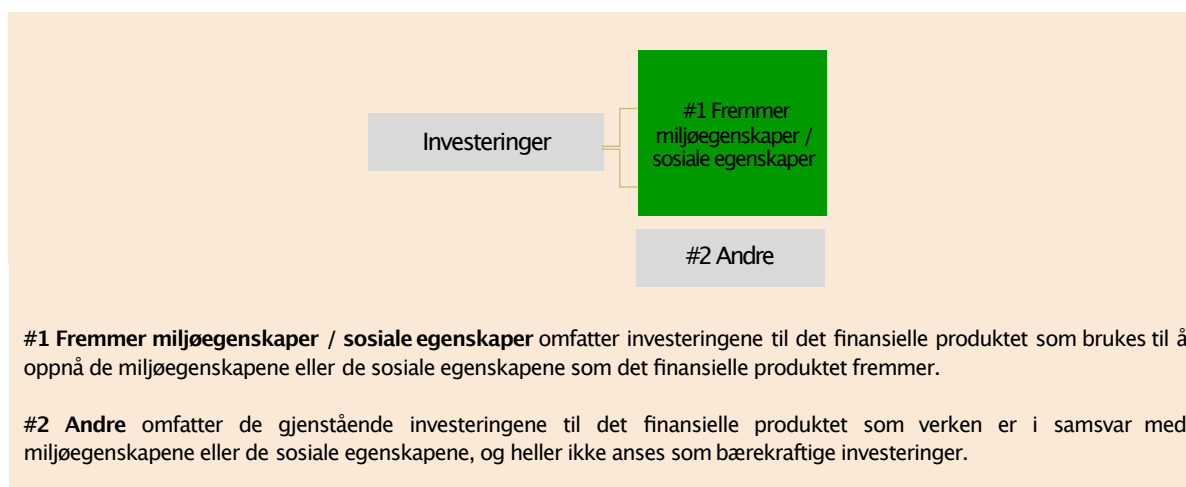 Investeringer
#1 Fremmer
miljøegenskaper /
sosiale egenskaper
#2 Andre
#1 Fremmer miljøegenskaper / sosiale egenskaper omfatter investeringene til det finansielle produktet som brukes til å
oppnå de miljøegenskapene eller de sosiale egenskapene som det finansielle produktet fremmer.
#2 Andre omfatter de gjenstående investeringene til det finansielle produktet som verken er i samsvar med
miljøegenskapene eller de sosiale egenskapene, og heller ikke anses som bærekraftige investeringer.